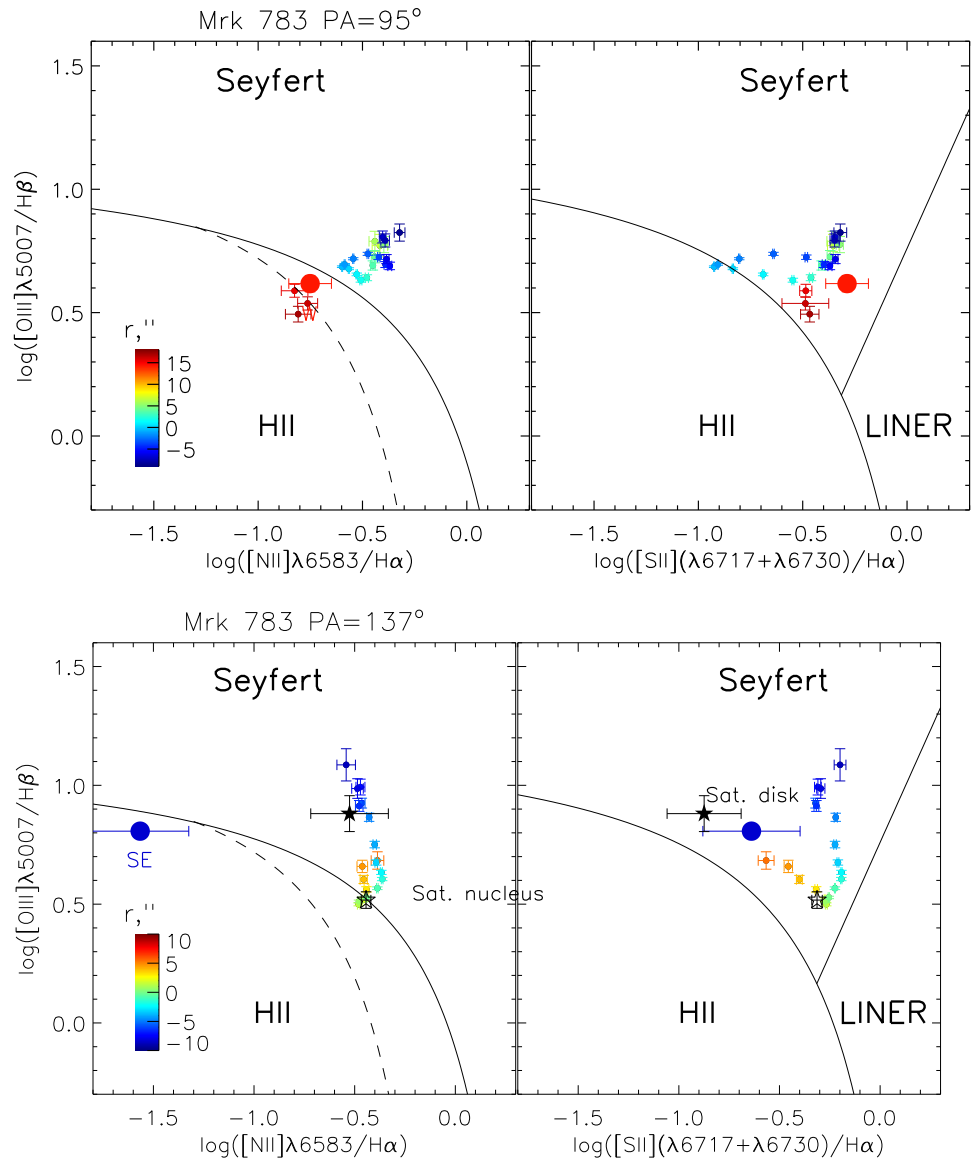 Mrk 783 PA=95°
1.5
1.0
0.5
0.0
log([OIII]λ5007/Hβ)
Seyfert
HII
r,"
15
10
5
0
−5
−1.5 −1.0 −0.5 0.0
log([NII]λ6583/Hα)
Seyfert
HII
LINER
−1.5 −1.0 −0.5 0.0
log([SII](λ6717+λ6730)/Hα)
Mrk 783 PA=137°
1.5
1.0
0.5
0.0
log([OIII]λ5007/Hβ)
Seyfert
SE
Sat. nucleus
HII
r,"
10
5
0
−5
−10
−1.5 −1.0 −0.5 0.0
log([NII]λ6583/Hα)
Seyfert
Sat. disk
HII
LINER
−1.5 −1.0 −0.5 0.0
log([SII](λ6717+λ6730)/Hα)